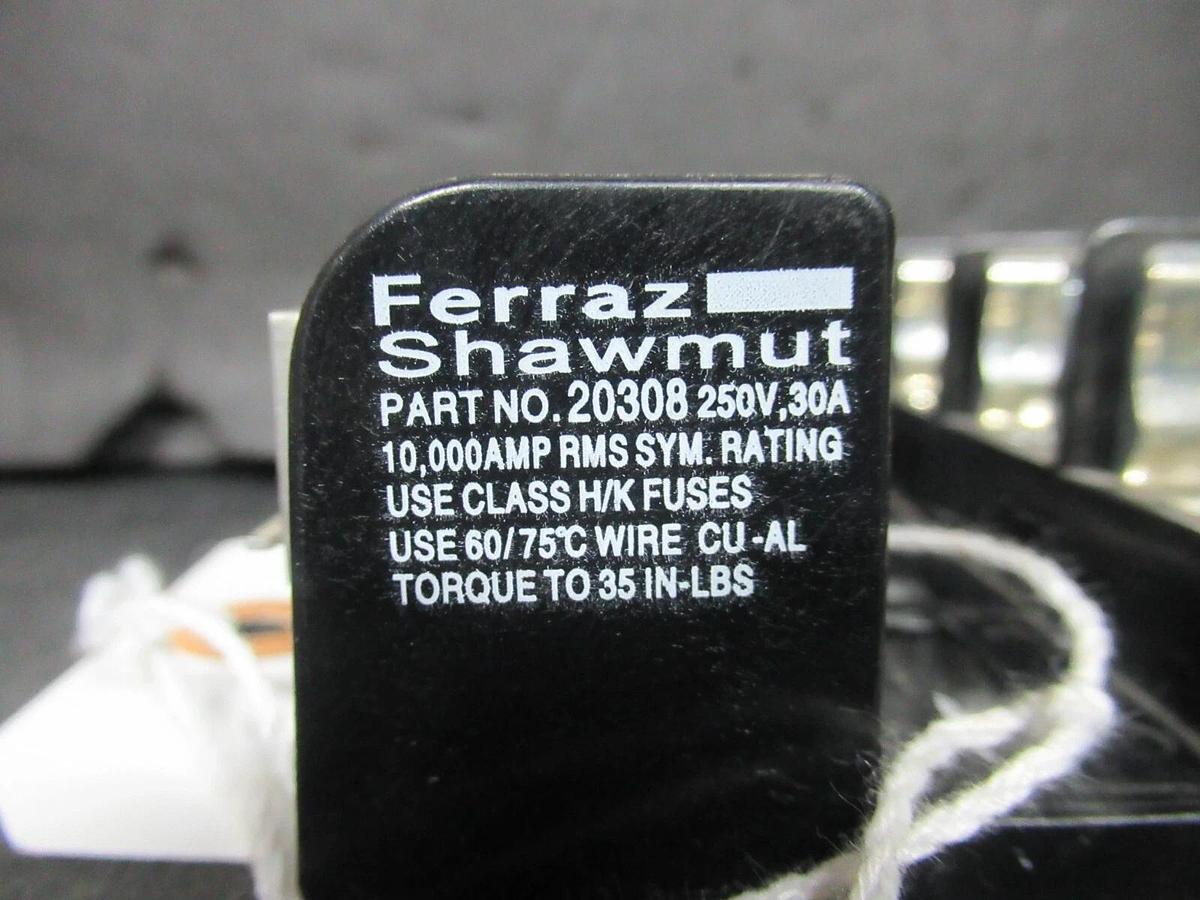 Ferraz
Shawmut
PART NO. 20308 250V,30A
10,000AMP RMS SYM. RATING
USE CLASS H/K FUSES
USE 60/75°C WIRE CU-AL
TORQUE TO 35 IN-LBS